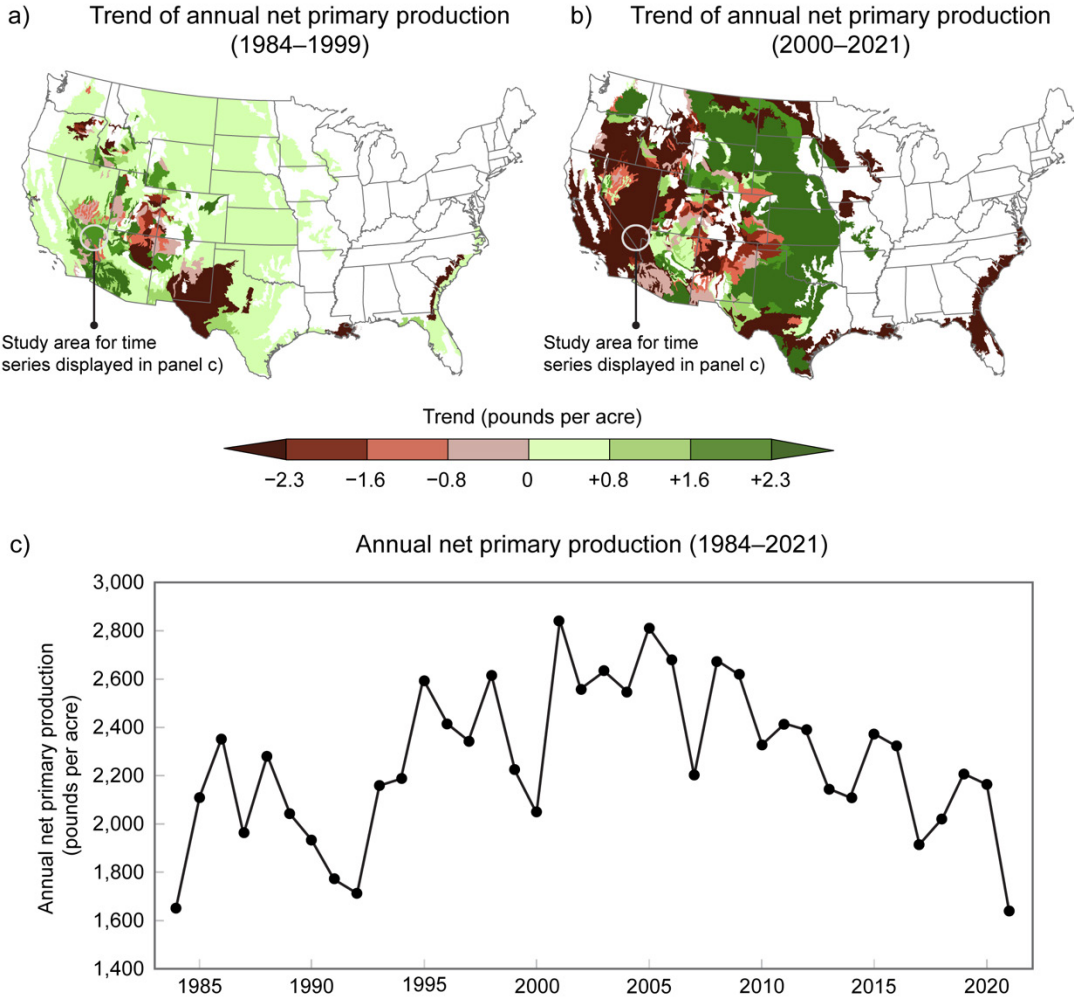 a)
Trend of annual net primary production
(1984–1999)
b)
Trend of annual net primary production
(2000–2021)
Study area for time
series displayed in panel c)
Study area for time
series displayed in panel c)
Trend (pounds per acre)
−2.3
−1.6
−0.8
0
+0.8
+1.6
+2.3
c)
Annual net primary production (1984–2021)
Annual net primary production
(pounds per acre)
3,000
2,800
2,600
2,400
2,200
2,000
1,800
1,600
1,400
1985
1990
1995
2000
2005
2010
2015
2020